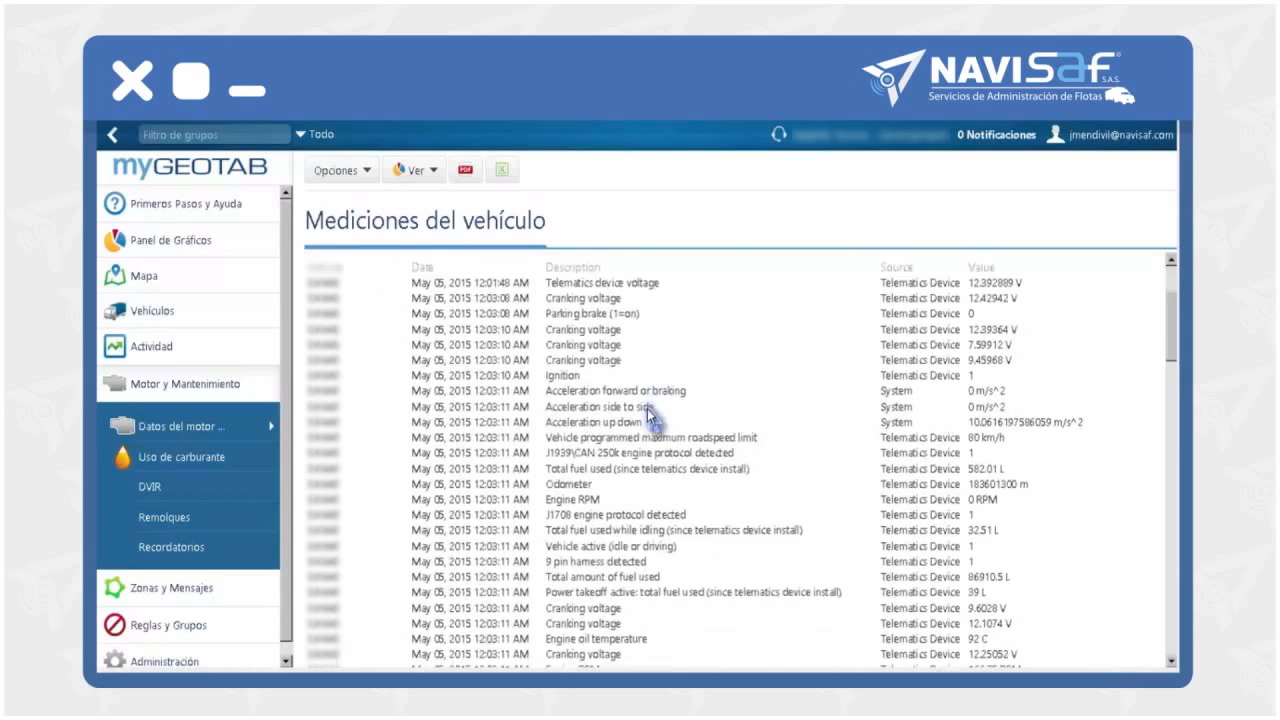 NAVISaf S.A.S.
Servicios de Administración de Flotas
Filtro de grupos
Todo
0 Notificaciones
jmendivil@navisaf.com
myGEOTAB
Opciones
Ver
PDF
Primeros Pasos y Ayuda
Panel de Gráficos
Mapa
Vehículos
Actividad
Motor y Mantenimiento
Datos del motor ...
Uso de carburante
DVIR
Remolques
Recordatorios
Zonas y Mensajes
Reglas y Grupos
Administración
Mediciones del vehículo
Date Description Source Value
May 05, 2015 12:01:48 AM Telematics device voltage Telematics Device 12.392889 V
May 05, 2015 12:03:08 AM Cranking voltage Telematics Device 12.42942 V
May 05, 2015 12:03:08 AM Parking brake (1=on) Telematics Device 0
May 05, 2015 12:03:10 AM Cranking voltage Telematics Device 12.39364 V
May 05, 2015 12:03:10 AM Cranking voltage Telematics Device 7.59912 V
May 05, 2015 12:03:10 AM Cranking voltage Telematics Device 9.45968 V
May 05, 2015 12:03:10 AM Ignition Telematics Device 1
May 05, 2015 12:03:11 AM Acceleration forward or braking System 0 m/s^2
May 05, 2015 12:03:11 AM Acceleration side to side System 0 m/s^2
May 05, 2015 12:03:11 AM Acceleration up down System 10.0616197586059 m/s^2
May 05, 2015 12:03:11 AM Vehicle programmed maximum roadspeed limit Telematics Device 80 km/h
May 05, 2015 12:03:11 AM J1939\CAN 250k engine protocol detected Telematics Device 1
May 05, 2015 12:03:11 AM Total fuel used (since telematics device install) Telematics Device 582.01 L
May 05, 2015 12:03:11 AM Odometer Telematics Device 183601300 m
May 05, 2015 12:03:11 AM Engine RPM Telematics Device 0 RPM
May 05, 2015 12:03:11 AM J1708 engine protocol detected Telematics Device 1
May 05, 2015 12:03:11 AM Total fuel used while idling (since telematics device install) Telematics Device 32.51 L
May 05, 2015 12:03:11 AM Vehicle active (idle or driving) Telematics Device 1
May 05, 2015 12:03:11 AM 9 pin harness detected Telematics Device 1
May 05, 2015 12:03:11 AM Total amount of fuel used Telematics Device 86910.5 L
May 05, 2015 12:03:11 AM Power takeoff active: total fuel used (since telematics device install) Telematics Device 39 L
May 05, 2015 12:03:11 AM Cranking voltage Telematics Device 9.6028 V
May 05, 2015 12:03:11 AM Cranking voltage Telematics Device 12.1074 V
May 05, 2015 12:03:11 AM Engine oil temperature Telematics Device 92 C
May 05, 2015 12:03:11 AM Cranking voltage Telematics Device 12.25052 V